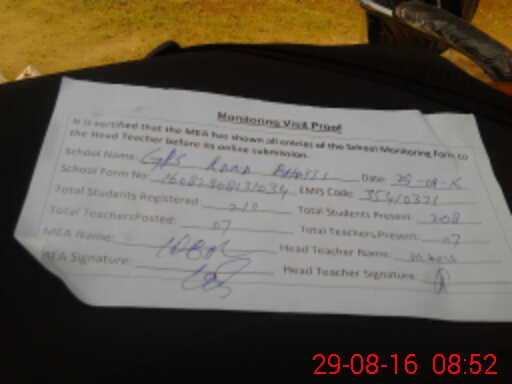 Monitoring Visit Proof
It is certified that the MEA has shown all entries of the School Monitoring Form to
the Head Teacher before its online submission.
School Name: GPS Date: 29-08-16
School Form No: EMIS Code:
Total Students Registered: 210 Total Students Present: 208
Total Teachers Posted: 07 Total Teachers Present: 07
MEA Name: Head Teacher Name:
MEA Signature: Head Teacher Signature:
29-08-16 08:52